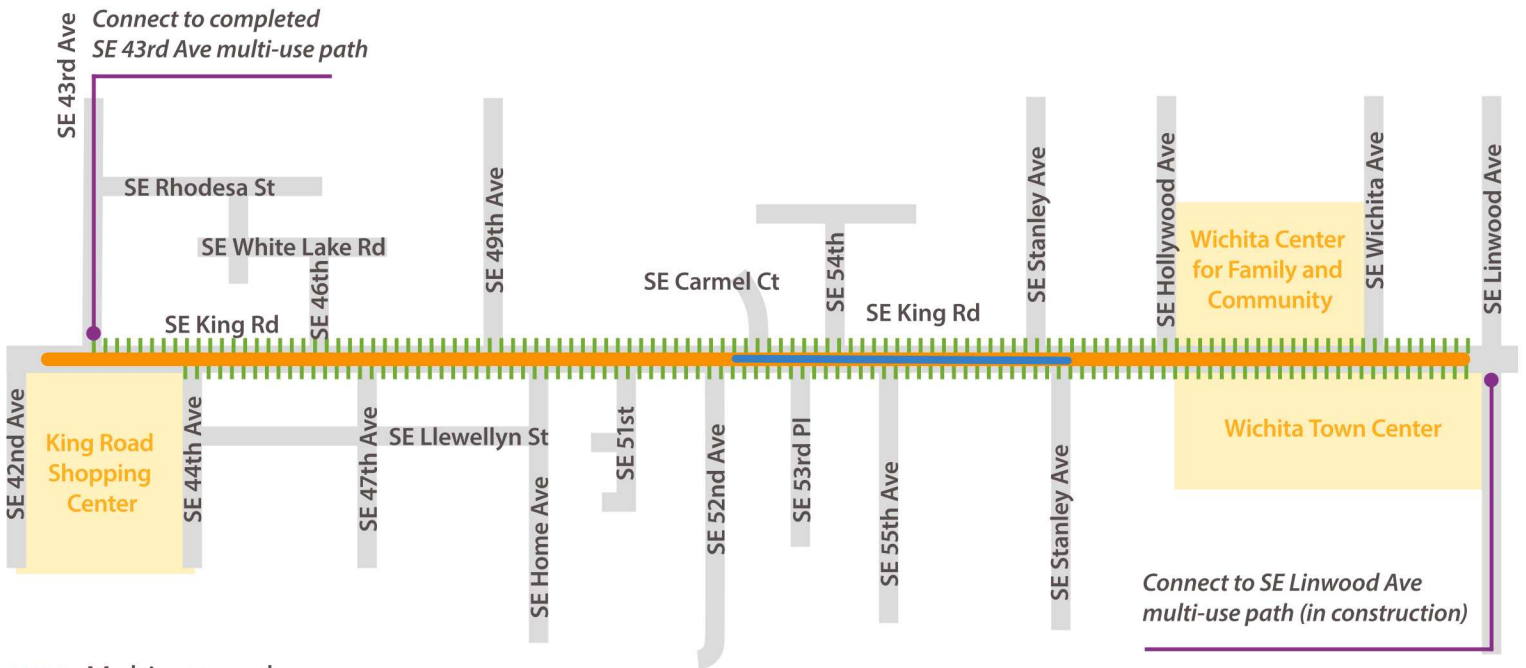 SE 43rd Ave
Connect to completed
SE 43rd Ave multi-use path
SE Rhodesa St
SE White Lake Rd
SE 46th
SE King Rd
SE 49th Ave
SE Carmel Ct
SE 54th
SE King Rd
SE Stanley Ave
SE Hollywood Ave
Wichita Center
for Family and
Community
SE Wichita Ave
SE Linwood Ave
SE 42nd Ave
King Road
Shopping
Center
SE 44th Ave
SE 47th Ave
SE Llewellyn St
SE Home Ave
SE 51st
SE 52nd Ave
SE 53rd Pl
SE 55th Ave
SE Stanley Ave
Wichita Town Center
Connect to SE Linwood Ave
multi-use path (in construction)